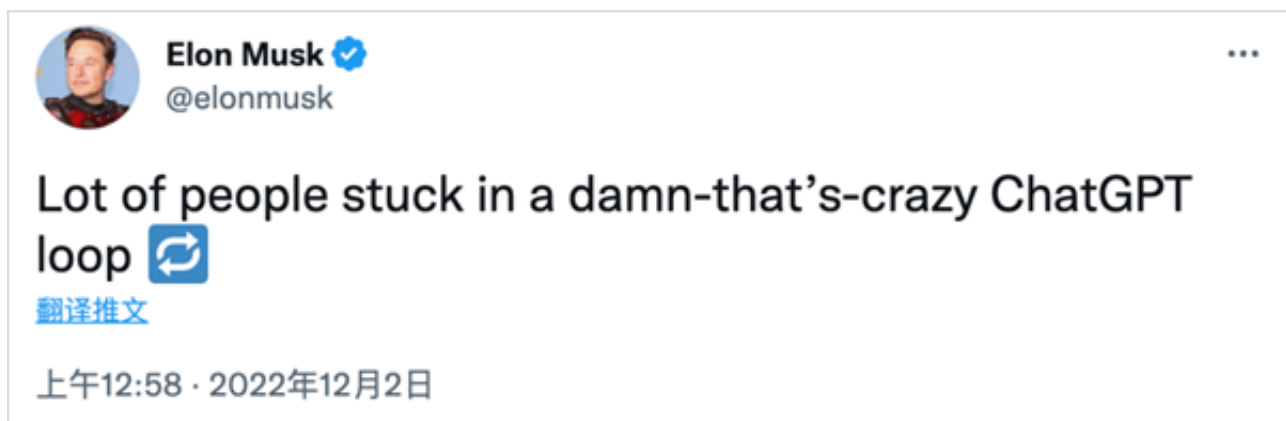 Elon Musk
@elonmusk
Lot of people stuck in a damn-that’s-crazy ChatGPT
loop 🔁
翻译推文
上午12:58 · 2022年12月2日